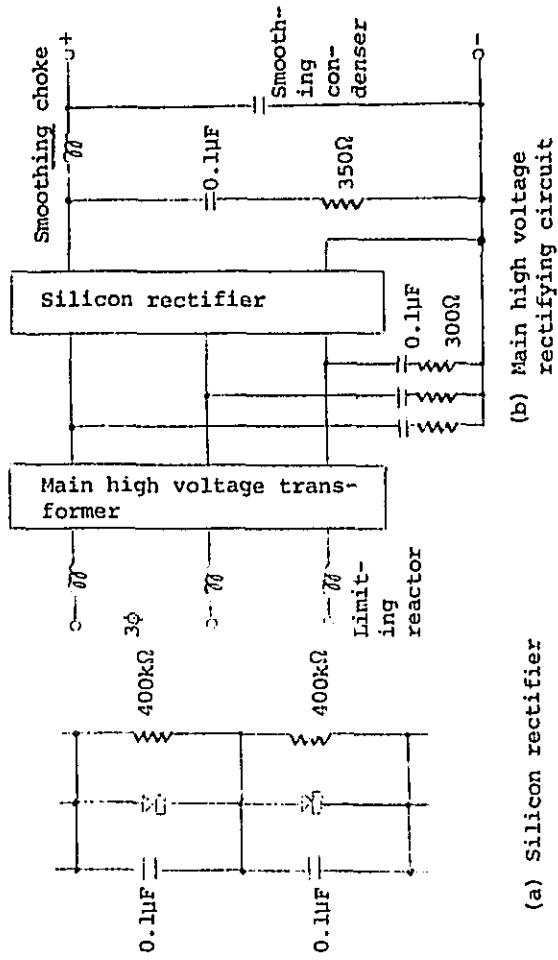 0.1μF
0.1μF
400kΩ
400kΩ
(a) Silicon rectifier
3φ
Limit-
ing
reactor
Main high voltage trans-
former
Silicon rectifier
0.1μF
300Ω
Smoothing choke
0.1μF
350Ω
Smooth-
ing
con-
denser
+
-
(b) Main high voltage
rectifying circuit